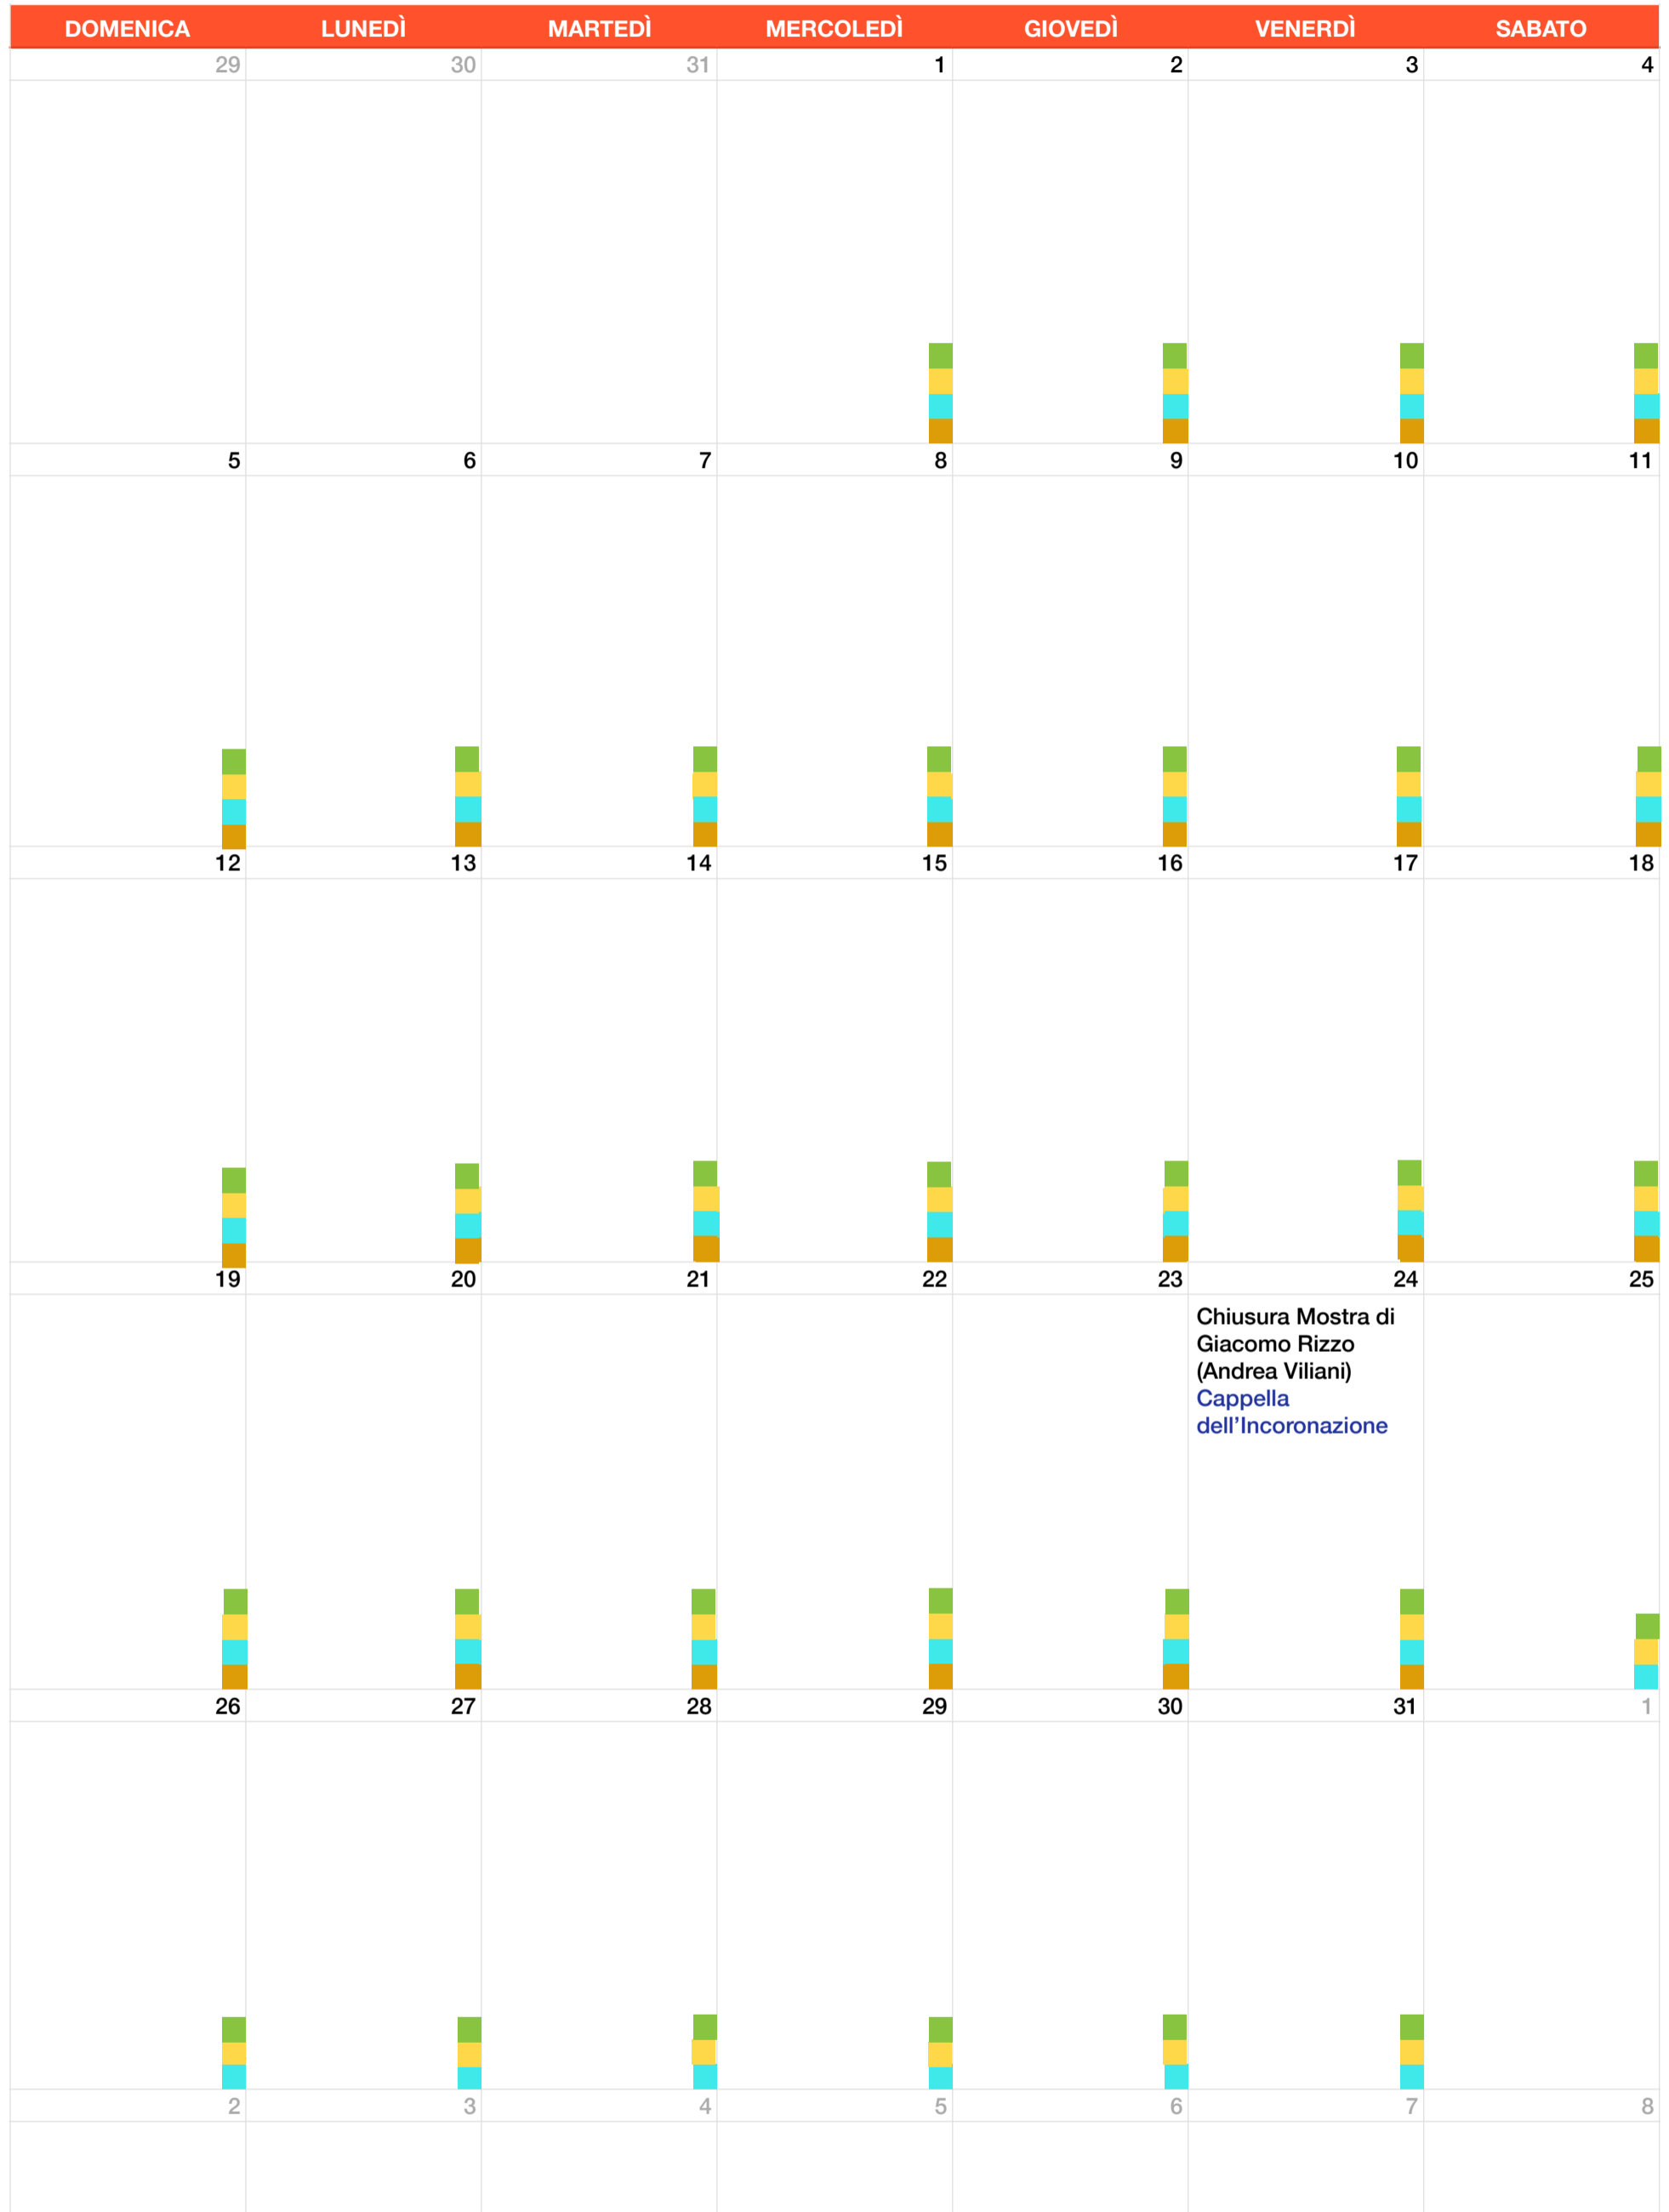 DOMENICA LUNEDÌ MARTEDÌ MERCOLEDÌ GIOVEDÌ VENERDÌ SABATO
29 30 31 1 2 3 4
5 6 7 8 9 10 11
12 13 14 15 16 17 18
19 20 21 22 23 24 25
Chiusura Mostra di
Giacomo Rizzo
(Andrea Viliani)
Cappella
dell’Incoronazione
26 27 28 29 30 31 1
2 3 4 5 6 7 8